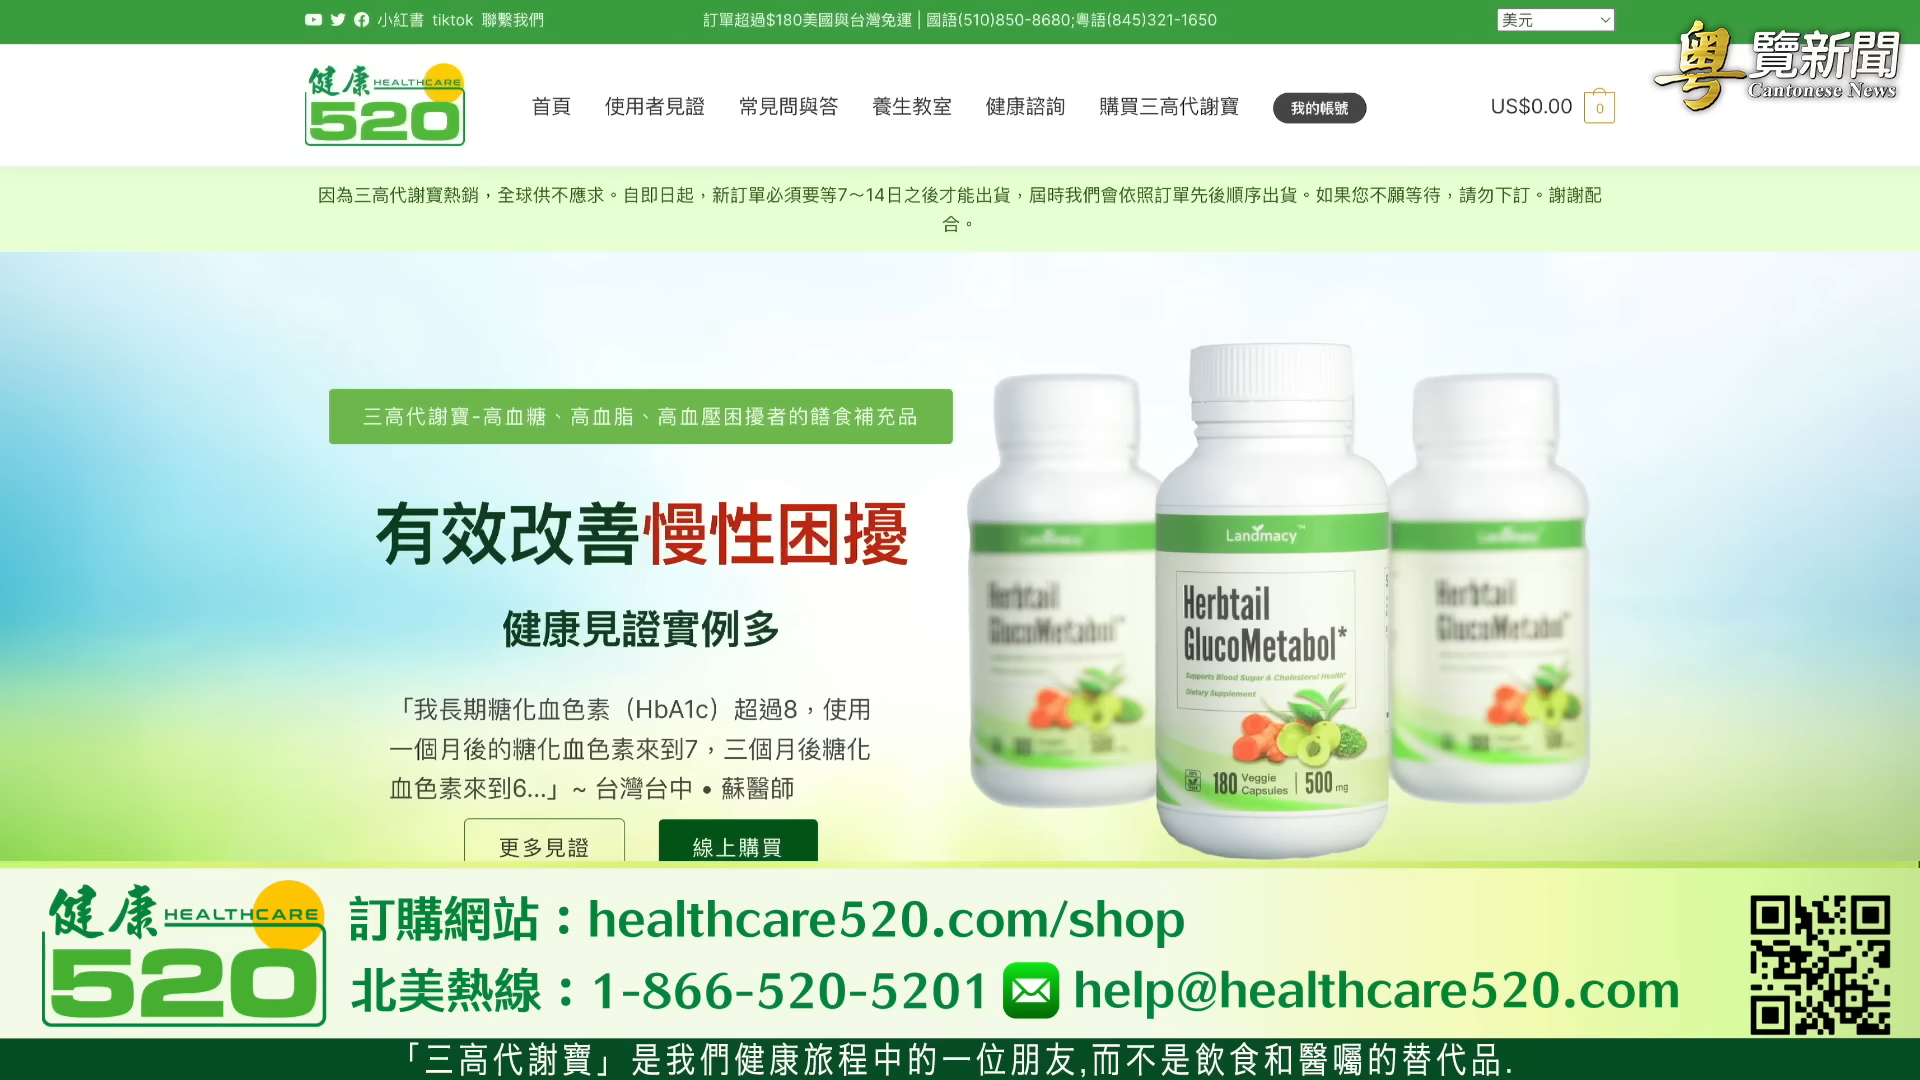 小紅書 tiktok 聯繫我們
訂單超過$180美國與台灣免運 | 國語(510)850-8680;粵語(845)321-1650
美元
粵覽新聞
Cantonese News
健康 HEALTHCARE
520
首頁 使用者見證 常見問與答 養生教室 健康諮詢 購買三高代謝寶 我的帳號
US$0.00 0
因為三高代謝寶熱銷，全球供不應求。自即日起，新訂單必須要等7～14日之後才能出貨，屆時我們會依照訂單先後順序出貨。如果您不願等待，請勿下訂。謝謝配
合。
三高代謝寶-高血糖、高血脂、高血壓困擾者的饍食補充品
有效改善慢性困擾
健康見證實例多
「我長期糖化血色素（HbA1c）超過8，使用
一個月後的糖化血色素來到7，三個月後糖化
血色素來到6...」~ 台灣台中 • 蘇醫師
更多見證 線上購買
Landmacy™
Herbtail
GlucoMetabol*
Supports Blood Sugar & Cholesterol Health*
Dietary Supplement
180 Veggie Capsules | 500 mg
Landmacy
Herbtail
GlucoMetabol
Landmacy
Herbtail
GlucoMetabol
健康 HEALTHCARE
520
訂購網站：healthcare520.com/shop
北美熱線：1-866-520-5201 help@healthcare520.com
「三高代謝寶」是我們健康旅程中的一位朋友,而不是飲食和醫囑的替代品.